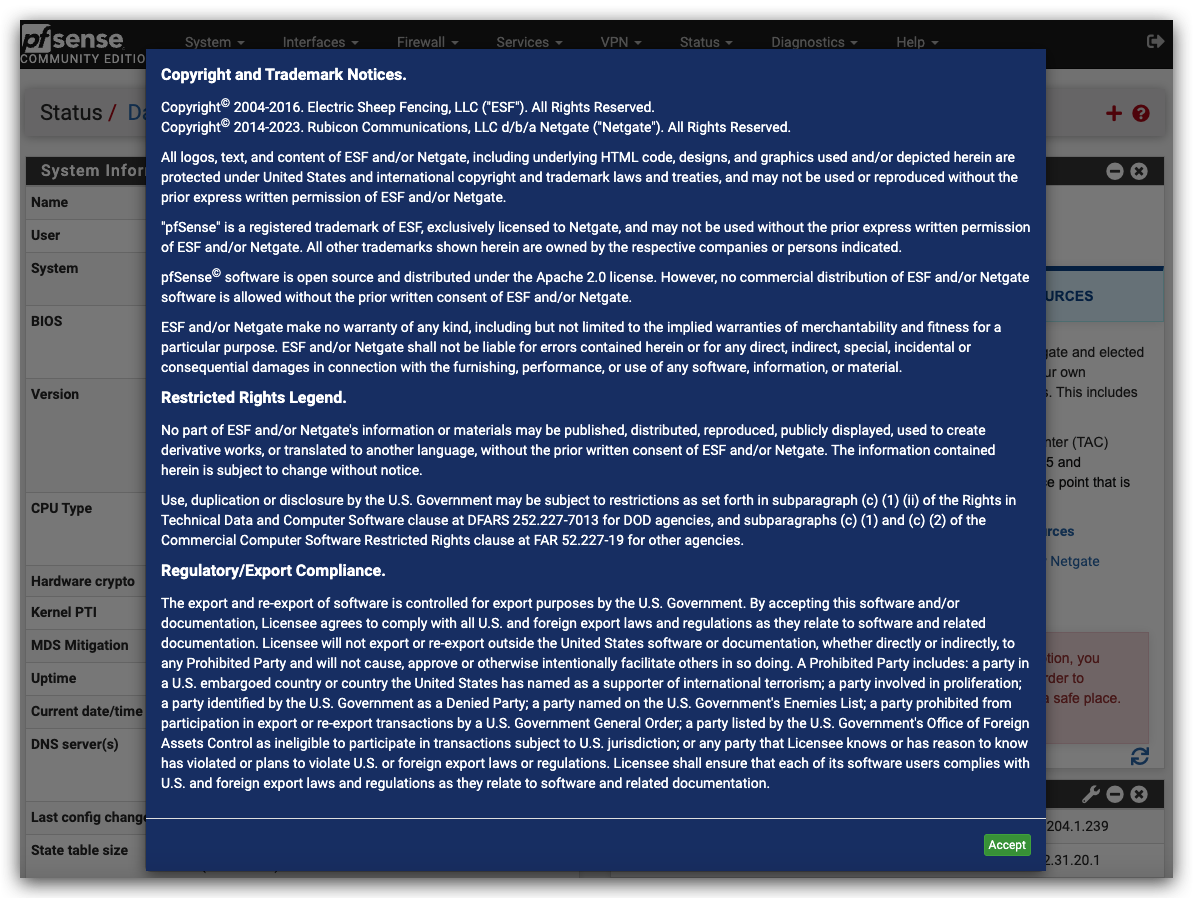 pfsense
COMMUNITY EDITIO
System Interfaces Firewall Services VPN Status Diagnostics Help
Status /
System
Name
User
System
BIOS
Version
CPU Type
Hardware crypto
Kernel PTI
MDS Mitigation
Uptime
Current date/time
DNS server(s)
Last config change
State table size
Copyright and Trademark Notices.
Copyright© 2004-2016. Electric Sheep Fencing, LLC ("ESF"). All Rights Reserved.
Copyright© 2014-2023. Rubicon Communications, LLC d/b/a Netgate ("Netgate"). All Rights Reserved.
All logos, text, and content of ESF and/or Netgate, including underlying HTML code, designs, and graphics used and/or depicted herein are
protected under United States and international copyright and trademark laws and treaties, and may not be used or reproduced without the
prior express written permission of ESF and/or Netgate.
"pfSense" is a registered trademark of ESF, exclusively licensed to Netgate, and may not be used without the prior express written permission
of ESF and/or Netgate. All other trademarks shown herein are owned by the respective companies or persons indicated.
pfSense© software is open source and distributed under the Apache 2.0 license. However, no commercial distribution of ESF and/or Netgate
software is allowed without the prior written consent of ESF and/or Netgate.
ESF and/or Netgate make no warranty of any kind, including but not limited to the implied warranties of merchantability and fitness for a
particular purpose. ESF and/or Netgate shall not be liable for errors contained herein or for any direct, indirect, special, incidental or
consequential damages in connection with the furnishing, performance, or use of any software, information, or material.
Restricted Rights Legend.
No part of ESF and/or Netgate's information or materials may be published, distributed, reproduced, publicly displayed, used to create
derivative works, or translated to another language, without the prior written consent of ESF and/or Netgate. The information contained
herein is subject to change without notice.
Use, duplication or disclosure by the U.S. Government may be subject to restrictions as set forth in subparagraph (c) (1) (ii) of the Rights in
Technical Data and Computer Software clause at DFARS 252.227-7013 for DOD agencies, and subparagraphs (c) (1) and (c) (2) of the
Commercial Computer Software Restricted Rights clause at FAR 52.227-19 for other agencies.
Regulatory/Export Compliance.
The export and re-export of software is controlled for export purposes by the U.S. Government. By accepting this software and/or
documentation, Licensee agrees to comply with all U.S. and foreign export laws and regulations as they relate to software and related
documentation. Licensee will not export or re-export outside the United States software or documentation, whether directly or indirectly, to
any Prohibited Party and will not cause, approve or otherwise intentionally facilitate others in so doing. A Prohibited Party includes: a party in
a U.S. embargoed country or country the United States has named as a supporter of international terrorism; a party involved in proliferation;
a party identified by the U.S. Government as a Denied Party; a party named on the U.S. Government's Enemies List; a party prohibited from
participation in export or re-export transactions by a U.S. Government General Order; a party listed by the U.S. Government's Office of Foreign
Assets Control as ineligible to participate in transactions subject to U.S. jurisdiction; or any party that Licensee knows or has reason to know
has violated or plans to violate U.S. or foreign export laws or regulations. Licensee shall ensure that each of its software users complies with
U.S. and foreign export laws and regulations as they relate to software and related documentation.
Accept
URCES
gate and elected
ur own
s. This includes
nter (TAC)
5 and
e point that is
rces
Netgate
tion, you
rder to
a safe place.
204.1.239
2.31.20.1